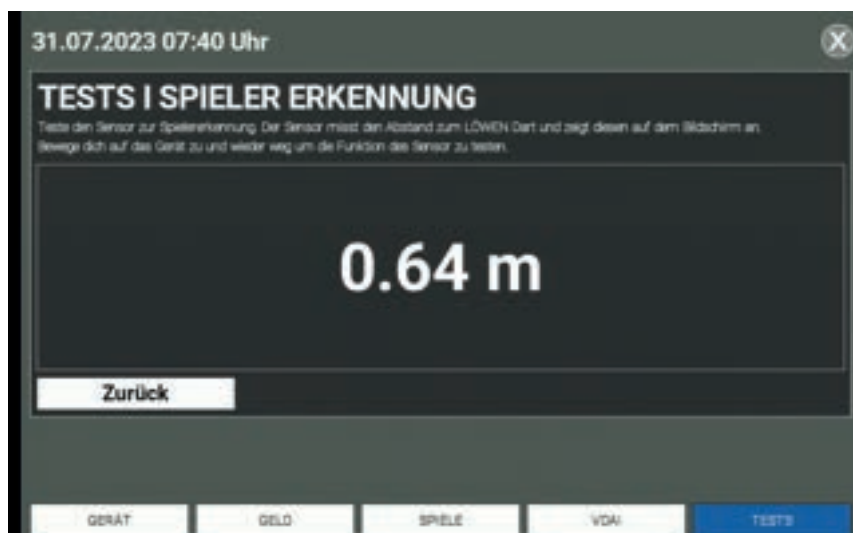 31.07.2023 07:40 Uhr
X
TESTS I SPIELER ERKENNUNG
Teste den Sensor zur Spielererkennung. Der Sensor misst den Abstand zum LÖWEN Dart und zeigt diesen auf dem Bildschirm an.
Bewege dich auf das Gerät zu und wieder weg um die Funktion des Sensor zu testen.
0.64 m
Zurück
GERÄT GELD SPIELE VDAI TESTS